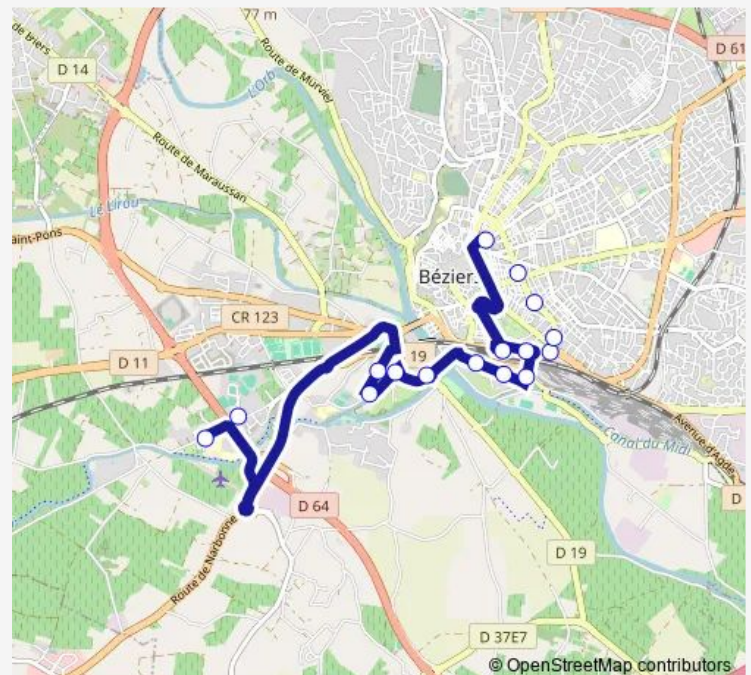 77 m
de Briers
Route de Murviel
D 61
D 14
L'Orb
Route de Maraussan
Le Lirou
aint-Pons
Bézier
CR 123
D 11
19
Canal du Midi
Avenue d'Agde
D
D 64
Route de Narbonne
D 19
D 37E7
© OpenStreetMap contributors